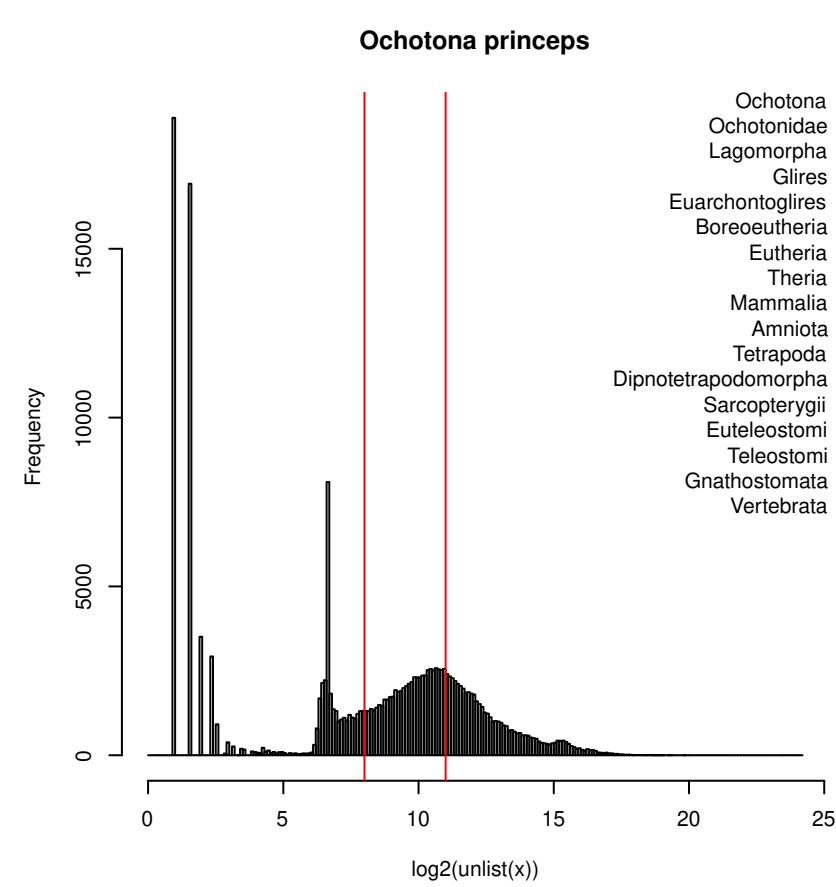 Ochotona princeps
Ochotona
Ochotonidae
Lagomorpha
Glires
Euarchontoglires
Boreoeutheria
Eutheria
Theria
Mammalia
Amniota
Tetrapoda
Dipnotetrapodomorpha
Sarcopterygii
Euteleostomi
Teleostomi
Gnathostomata
Vertebrata
Frequency
15000
10000
5000
0
0 5 10 15 20 25
log2(unlist(x))